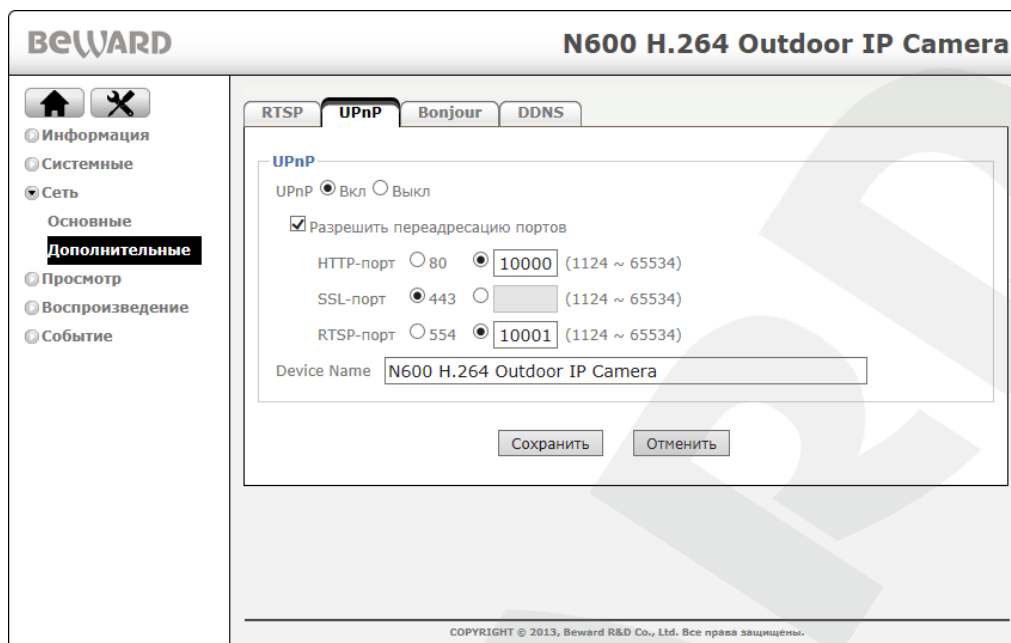 BEWARD
N600 H.264 Outdoor IP Camera
Информация
Системные
Сеть
Основные
Дополнительные
Просмотр
Воспроизведение
Событие
RTSP UPnP Bonjour DDNS
UPnP
UPnP Вкл Выкл
Разрешить переадресацию портов
HTTP-порт 80 10000 (1124 ~ 65534)
SSL-порт 443 (1124 ~ 65534)
RTSP-порт 554 10001 (1124 ~ 65534)
Device Name N600 H.264 Outdoor IP Camera
Сохранить Отменить
COPYRIGHT © 2013, Beward R&D Co., Ltd. Все права защищены.